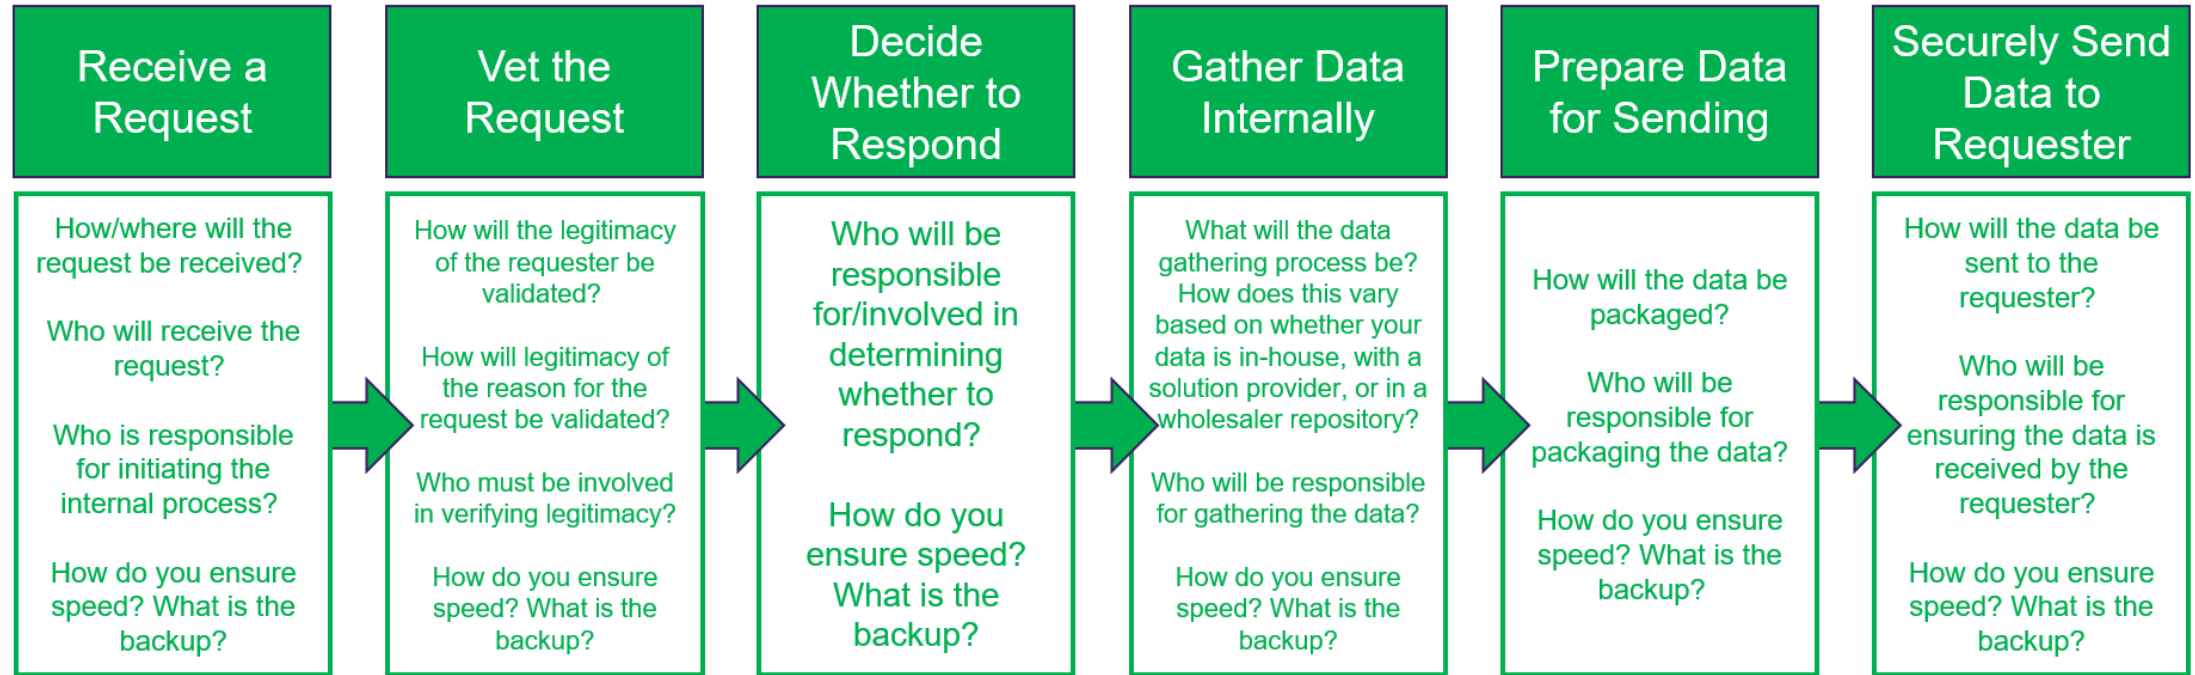 Receive a
Request
How/where will the
request be received?
Who will receive the
request?
Who is responsible
for initiating the
internal process?
How do you ensure
speed? What is the
backup?
Vet the
Request
How will the legitimacy
of the requester be
validated?
How will legitimacy of
the reason for the
request be validated?
Who must be involved
in verifying legitimacy?
How do you ensure
speed? What is the
backup?
Decide
Whether to
Respond
Who will be
responsible
for/involved in
determining
whether to
respond?
How do you
ensure speed?
What is the
backup?
Gather Data
Internally
What will the data
gathering process be?
How does this vary
based on whether your
data is in-house, with a
solution provider, or in a
wholesaler repository?
Who will be responsible
for gathering the data?
How do you ensure
speed? What is the
backup?
Prepare Data
for Sending
How will the data be
packaged?
Who will be
responsible for
packaging the data?
How do you ensure
speed? What is the
backup?
Securely Send
Data to
Requester
How will the data be
sent to the
requester?
Who will be
responsible for
ensuring the data is
received by the
requester?
How do you ensure
speed? What is the
backup?